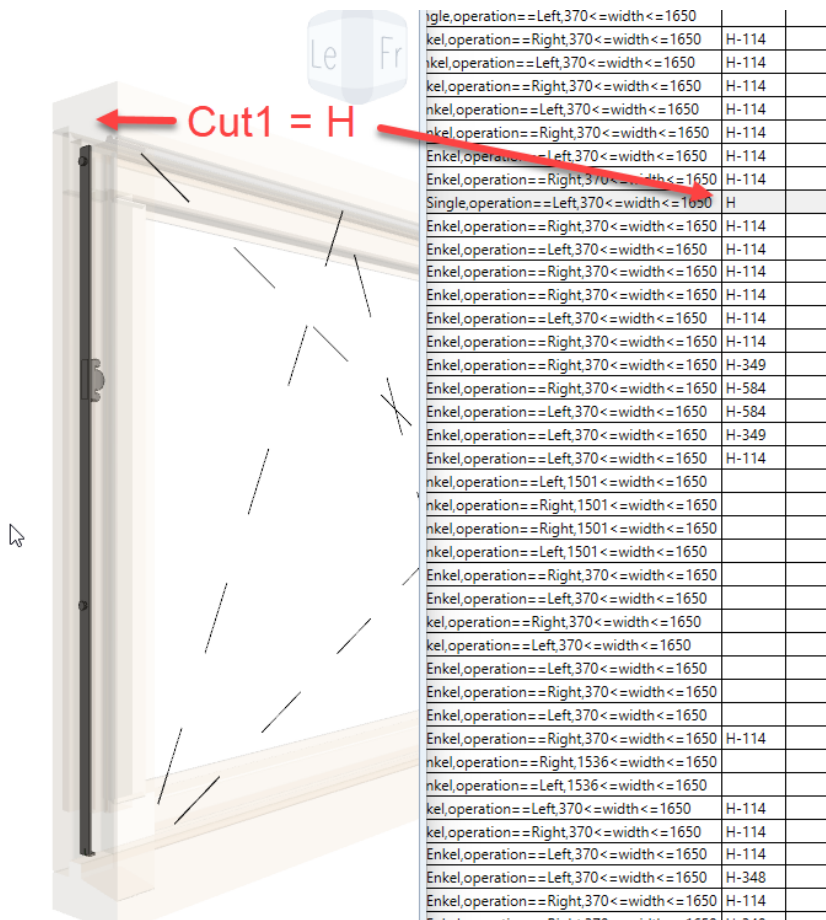 Le Fr
Cut1 = H
ngle,operation==Left,370<=width<=1650
kel,operation==Right,370<=width<=1650 H-114
nkel,operation==Left,370<=width<=1650 H-114
kel,operation==Right,370<=width<=1650 H-114
nkel,operation==Left,370<=width<=1650 H-114
nkel,operation==Right,370<=width<=1650 H-114
Enkel,operation==Left,370<=width<=1650 H-114
Enkel,operation==Right,370<=width<=1650 H-114
Single,operation==Left,370<=width<=1650 H
Enkel,operation==Right,370<=width<=1650 H-114
Enkel,operation==Left,370<=width<=1650 H-114
Enkel,operation==Right,370<=width<=1650 H-114
Enkel,operation==Right,370<=width<=1650 H-114
Enkel,operation==Left,370<=width<=1650 H-114
Enkel,operation==Right,370<=width<=1650 H-114
Enkel,operation==Right,370<=width<=1650 H-349
Enkel,operation==Right,370<=width<=1650 H-584
Enkel,operation==Left,370<=width<=1650 H-584
Enkel,operation==Left,370<=width<=1650 H-349
Enkel,operation==Left,370<=width<=1650 H-114
nkel,operation==Left,1501<=width<=1650
nkel,operation==Right,1501<=width<=1650
nkel,operation==Right,1501<=width<=1650
nkel,operation==Left,1501<=width<=1650
Enkel,operation==Right,370<=width<=1650
Enkel,operation==Left,370<=width<=1650
kel,operation==Right,370<=width<=1650
kel,operation==Left,370<=width<=1650
Enkel,operation==Left,370<=width<=1650
Enkel,operation==Right,370<=width<=1650
Enkel,operation==Left,370<=width<=1650
Enkel,operation==Right,370<=width<=1650 H-114
nkel,operation==Right,1536<=width<=1650
nkel,operation==Left,1536<=width<=1650
kel,operation==Left,370<=width<=1650 H-114
kel,operation==Right,370<=width<=1650 H-114
Enkel,operation==Left,370<=width<=1650 H-114
Enkel,operation==Left,370<=width<=1650 H-348
Enkel,operation==Right,370<=width<=1650 H-114